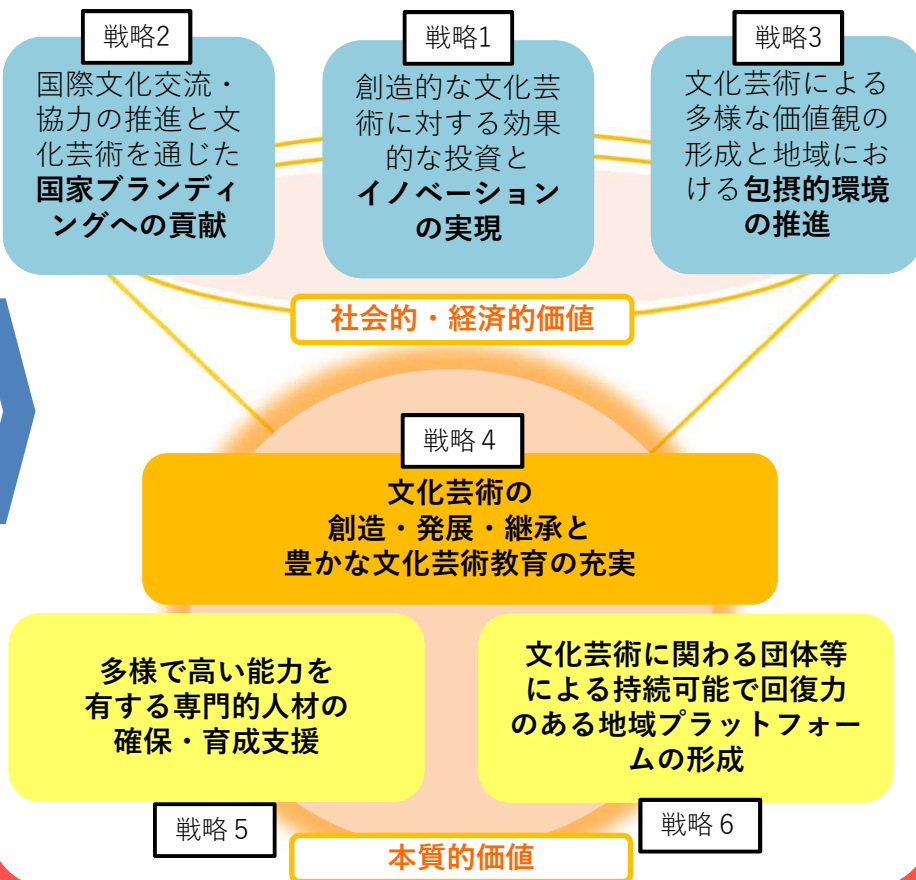 戦略2
国際文化交流・
協力の推進と文
化芸術を通じた
国家ブランディ
ングへの貢献
戦略1
創造的な文化芸
術に対する効果
的な投資と
イノベーション
の実現
戦略3
文化芸術による
多様な価値観の
形成と地域にお
ける包摂的環境
の推進
社会的・経済的価値
戦略４
文化芸術の
創造・発展・継承と
豊かな文化芸術教育の充実
多様で高い能力を
有する専門的人材の
確保・育成支援
戦略５
文化芸術に関わる団体等
による持続可能で回復力
のある地域プラットフォー
ムの形成
戦略６
本質的価値